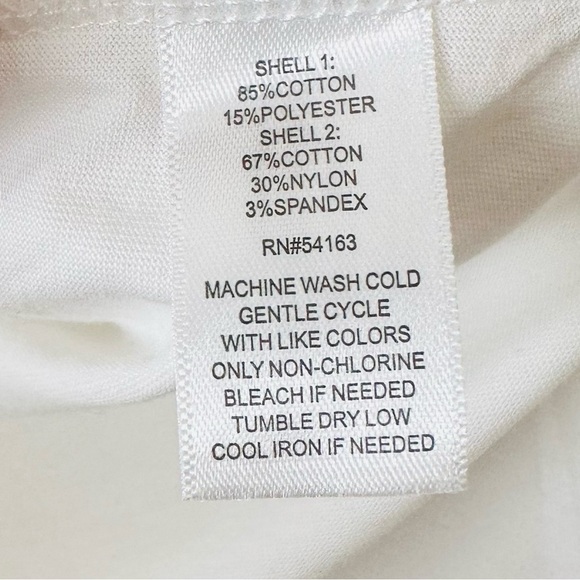 SHELL 1:
85%COTTON
15%POLYESTER
SHELL 2:
67%COTTON
30%NYLON
3%SPANDEX
RN#54163
MACHINE WASH COLD
GENTLE CYCLE
WITH LIKE COLORS
ONLY NON-CHLORINE
BLEACH IF NEEDED
TUMBLE DRY LOW
COOL IRON IF NEEDED